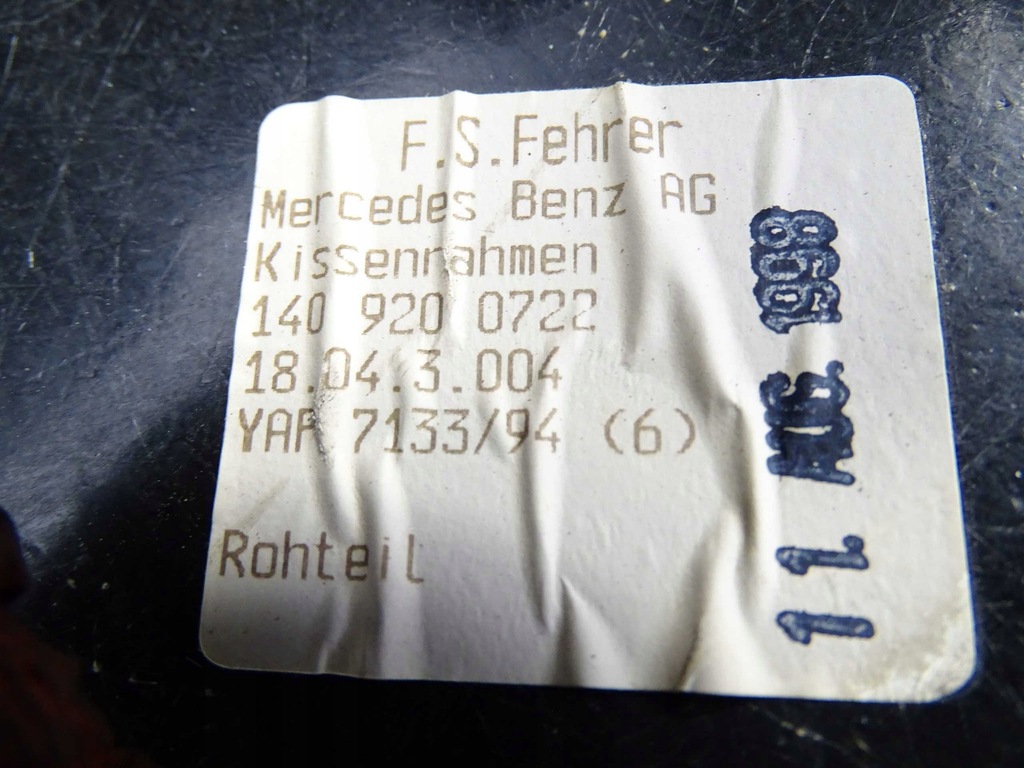 F.S.Fehrer
Mercedes Benz AG
Kissenrahmen
140 920 0722
18.04.3.004
YAP 7133/94 (6)
Rohteil
11. AUG. 1998